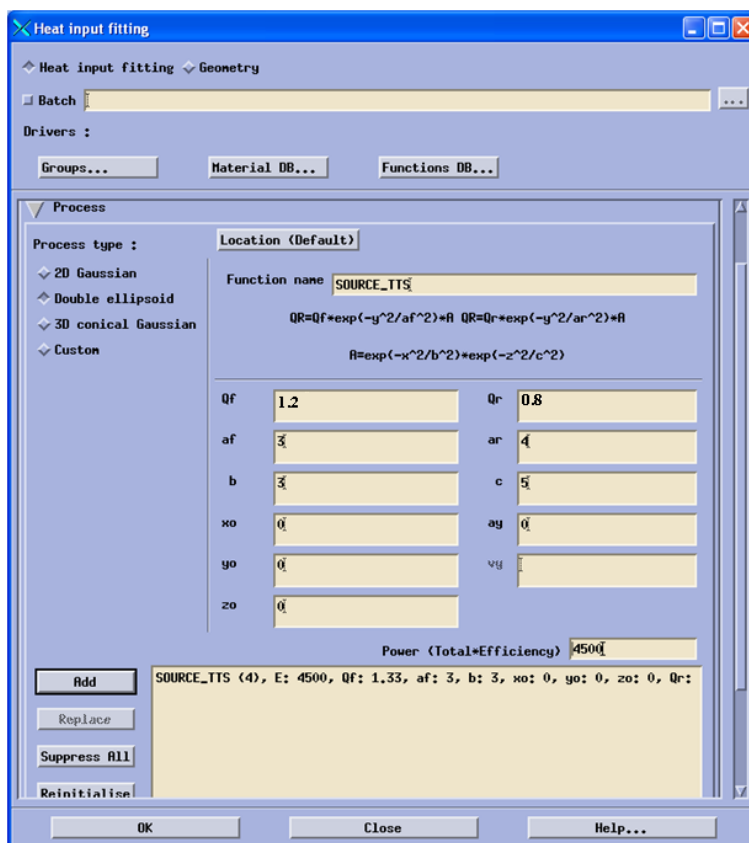 Heat input fitting
Heat input fitting Geometry
Batch ...
Drivers :
Groups... Material DB... Functions DB...
Process
Process type : Location (Default)
2D Gaussian
Double ellipsoid
3D conical Gaussian
Custom
Function name SOURCE_TTS
QR=Qf*exp(-y^2/af^2)*A QR=Qr*exp(-y^2/ar^2)*A
A=exp(-x^2/b^2)*exp(-z^2/c^2)
Qf 1.2 Qr 0.8
af 3 ar 4
b 3 c 5
xo 0 ay 0
yo 0 vy
zo 0
Power (Total*Efficiency) 4500
Add
SOURCE_TTS (4), E: 4500, Qf: 1.33, af: 3, b: 3, xo: 0, yo: 0, zo: 0, Qr:
Replace
Suppress All
Reinitialise
OK Close Help...